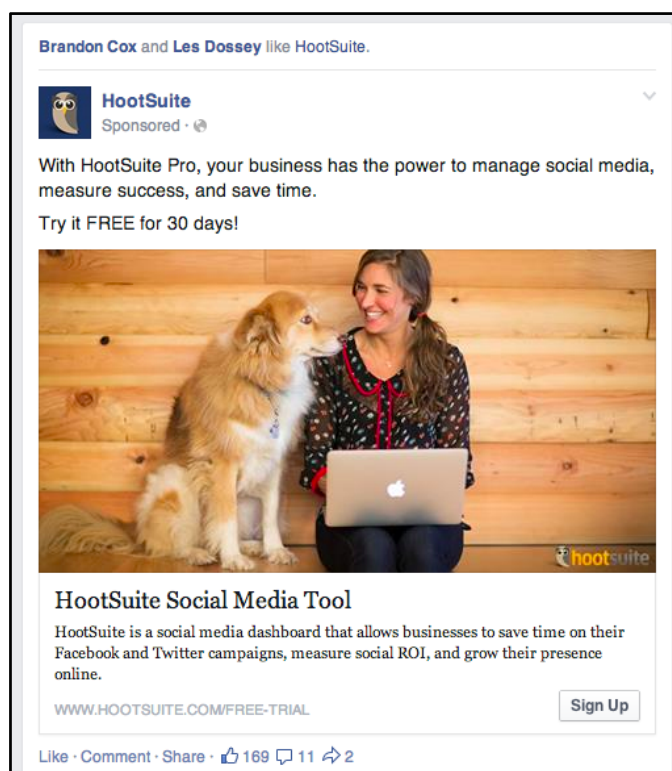 Brandon Cox and Les Dossey like HootSuite.
HootSuite
Sponsored ·
With HootSuite Pro, your business has the power to manage social media,
measure success, and save time.
Try it FREE for 30 days!
hootsuite
HootSuite Social Media Tool
HootSuite is a social media dashboard that allows businesses to save time on their
Facebook and Twitter campaigns, measure social ROI, and grow their presence
online.
WWW.HOOTSUITE.COM/FREE-TRIAL
Sign Up
Like · Comment · Share · 169 11 2